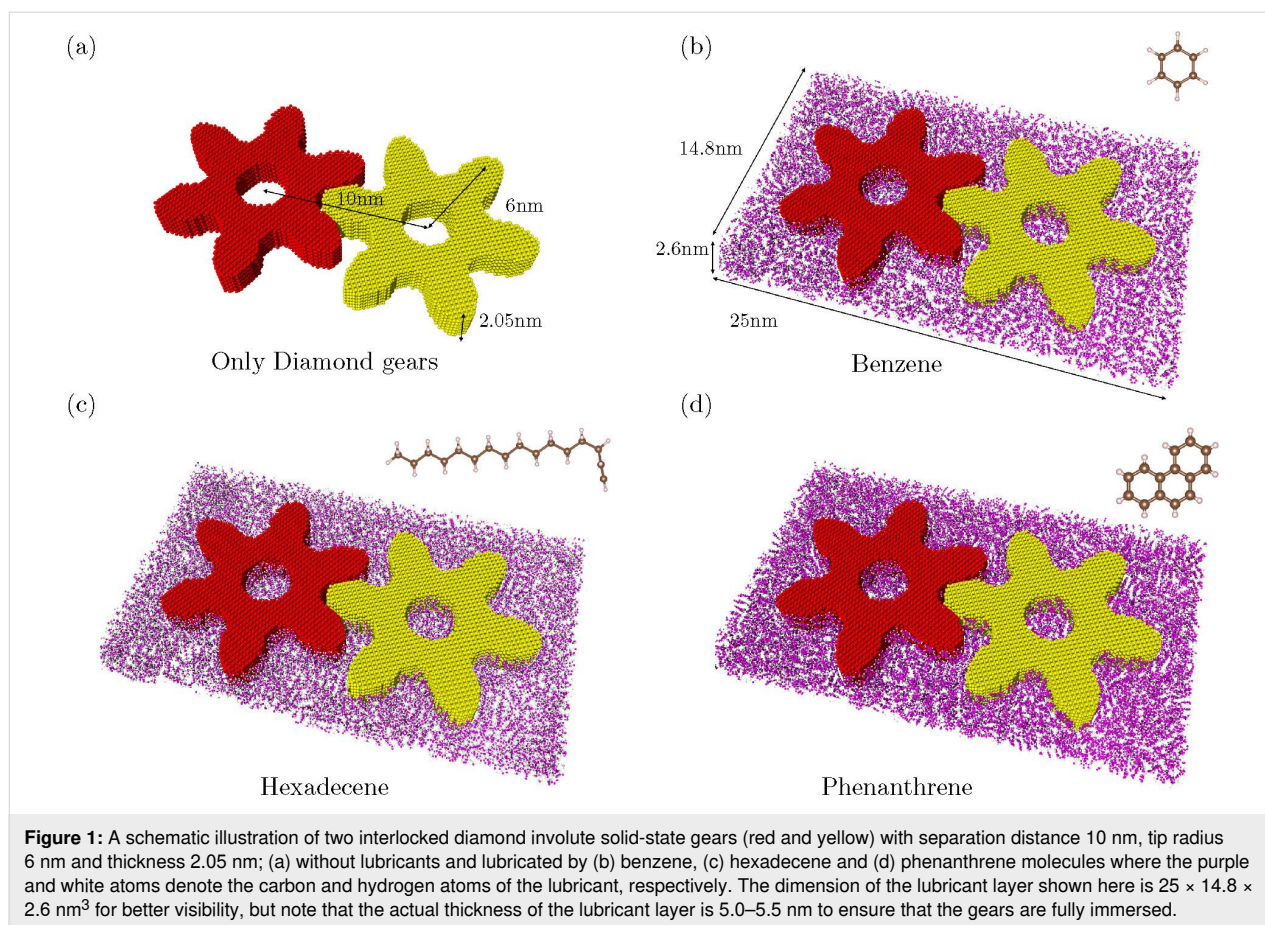 (a)
10nm
6nm
2.05nm
Only Diamond gears
(b)
14.8nm
2.6nm
25nm
Benzene
(c)
Hexadecene
(d)
Phenanthrene
Figure 1: A schematic illustration of two interlocked diamond involute solid-state gears (red and yellow) with separation distance 10 nm, tip radius
6 nm and thickness 2.05 nm; (a) without lubricants and lubricated by (b) benzene, (c) hexadecene and (d) phenanthrene molecules where the purple
and white atoms denote the carbon and hydrogen atoms of the lubricant, respectively. The dimension of the lubricant layer shown here is 25 × 14.8 ×
2.6 nm³ for better visibility, but note that the actual thickness of the lubricant layer is 5.0–5.5 nm to ensure that the gears are fully immersed.